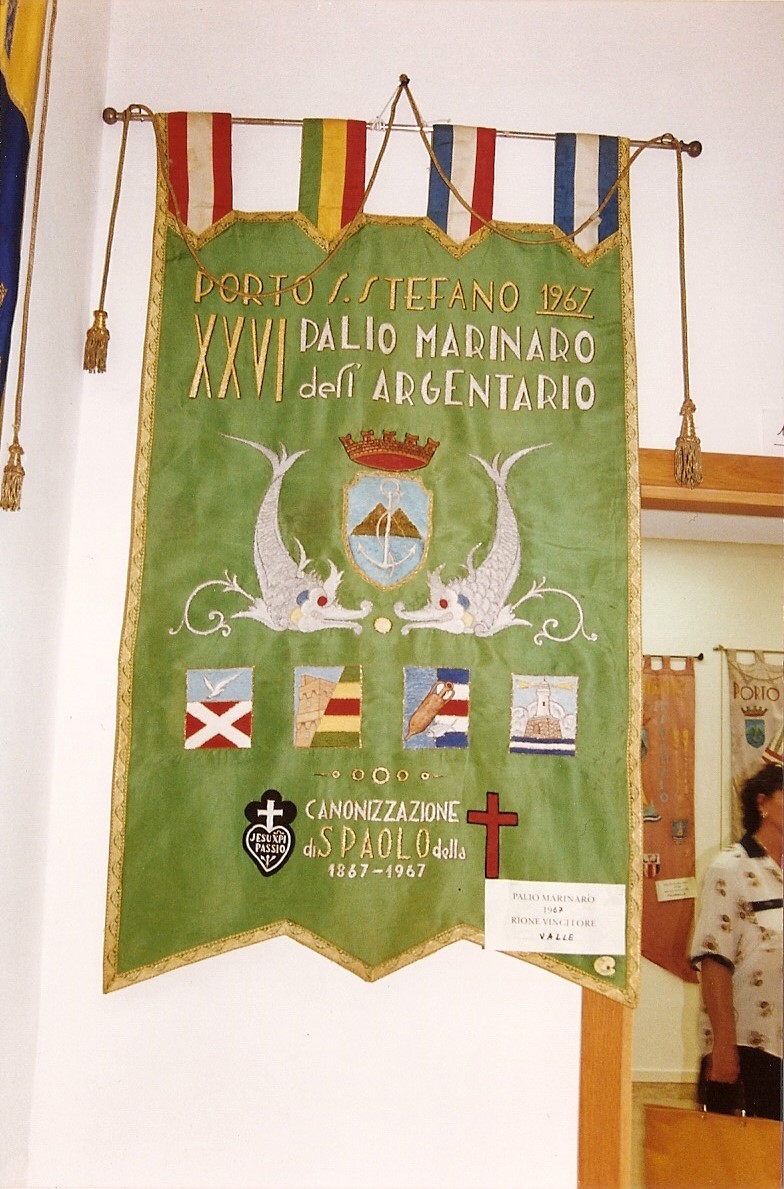 PORTO S. STEFANO 1967
XXVI PALIO MARINARO
dell' ARGENTARIO
JESU XPI
PASSIO
CANONIZZAZIONE
di S PAOLO della
1867-1967
PALIO MARINARO
1967
RIONE VINCITORE
VALLE
PORTO